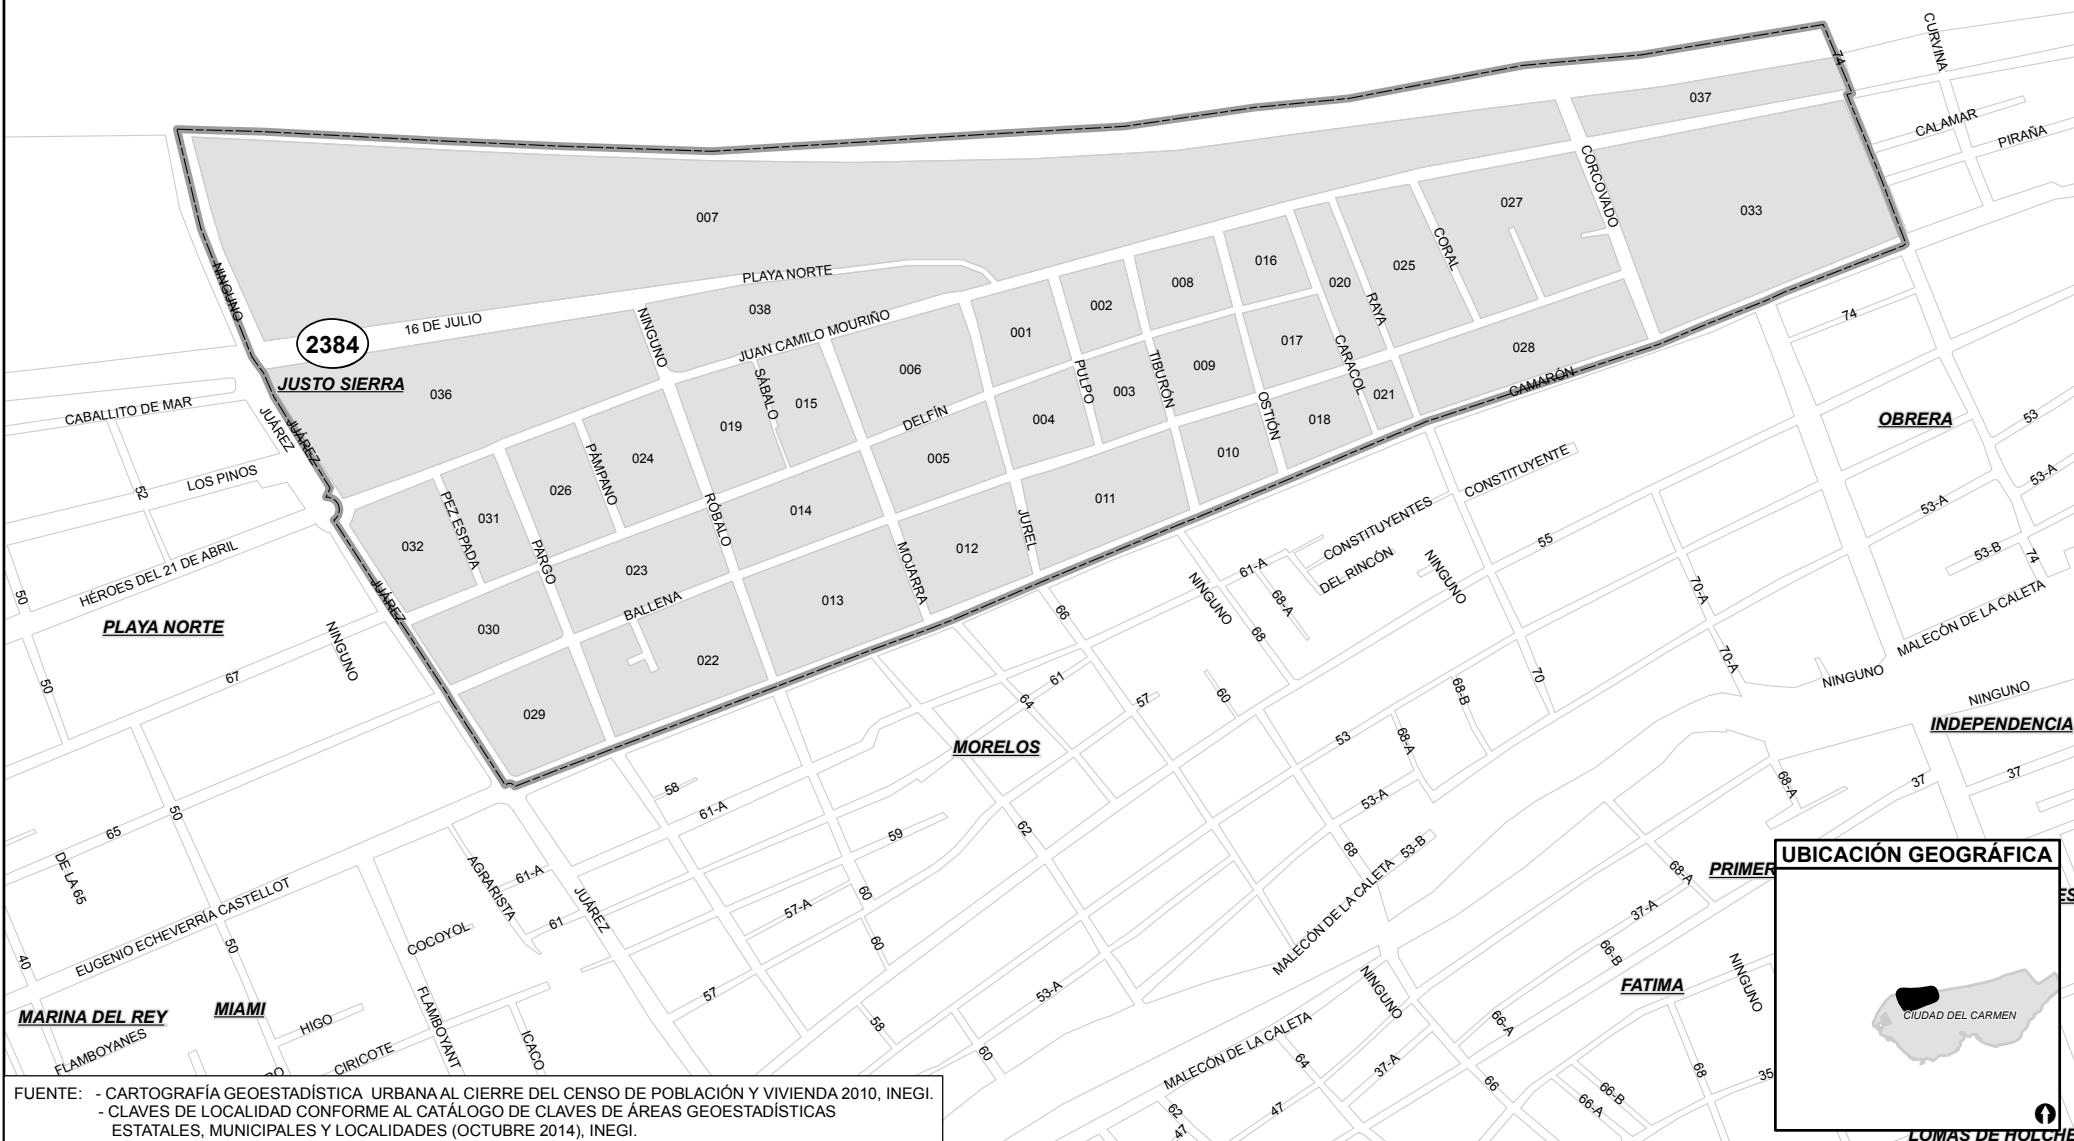 CURVINA
74
037
CALAMAR
PIRAÑA
CORCOVADO
027
033
007
CORAL
016
025
008
020
NINGUNO
PLAYA NORTE
002
RAYA
038
16 DE JULIO
NINGUNO
JUAN CAMILO MOURIÑO
001
74
2384
017
028
CARACOL
TIBURÓN
009
006
PULPO
JUSTO SIERRA
036
SÁBALO
015
003
021
CAMARÓN
CABALLITO DE MAR
JUÁREZ
JUÁREZ
DELFÍN
004
OSTIÓN
018
OBRERA
53
019
024
PÁMPANO
005
010
52
LOS PINOS
026
CONSTITUYENTE
53-A
PEZ ESPADA
031
RÓBALO
014
011
CONSTITUYENTES
53-A
032
JUREL
012
55
53-B
74
HÉROES DEL 21 DE ABRIL
PARGO
023
MOJARRA
61-A
DEL RINCÓN
NINGUNO
50
JUÁREZ
BALLENA
013
NINGUNO
68-A
70-A
MALECÓN DE LA CALETA
PLAYA NORTE
NINGUNO
030
66
68
022
70-A
50
67
61
64
57
60
68-B
70
NINGUNO
NINGUNO
029
MORELOS
53
68-A
INDEPENDENCIA
58
61-A
53-A
68-A
37
37
50
65
59
62
68
53-B
UBICACIÓN GEOGRÁFICA
DE LA 65
AGRARISTA
61-A
JUÁREZ
60
57-A
68-A
PRIMER
ES
EUGENIO ECHEVERRÍA CASTELLOT
61
MALECÓN DE LA CALETA
37-A
COCOYOL
50
60
66-B
40
FLAMBOYANT
57
53-A
NINGUNO
FATIMA
NINGUNO
MARINA DEL REY
MIAMI
HIGO
58
66-A
CIUDAD DEL CARMEN
FLAMBOYANES
CIRICOTE
ICACO
60
MALECÓN DE LA CALETA
64
37-A
66
68
35
66-B
66-A
62
47
47
FUENTE: - CARTOGRAFÍA GEOESTADÍSTICA URBANA AL CIERRE DEL CENSO DE POBLACIÓN Y VIVIENDA 2010, INEGI.
- CLAVES DE LOCALIDAD CONFORME AL CATÁLOGO DE CLAVES DE ÁREAS GEOESTADÍSTICAS
ESTATALES, MUNICIPALES Y LOCALIDADES (OCTUBRE 2014), INEGI.
LOMAS DE HOLCHE